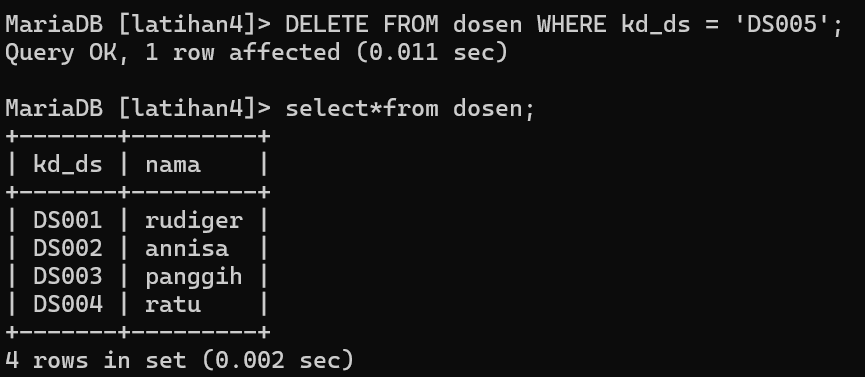 MariaDB [latihan4]> DELETE FROM dosen WHERE kd_ds = 'DS005';
Query OK, 1 row affected (0.011 sec)
MariaDB [latihan4]> select*from dosen;
+-------+---------+
| kd_ds | nama    |
+-------+---------+
| DS001 | rudiger |
| DS002 | annisa  |
| DS003 | panggih |
| DS004 | ratu    |
+-------+---------+
4 rows in set (0.002 sec)